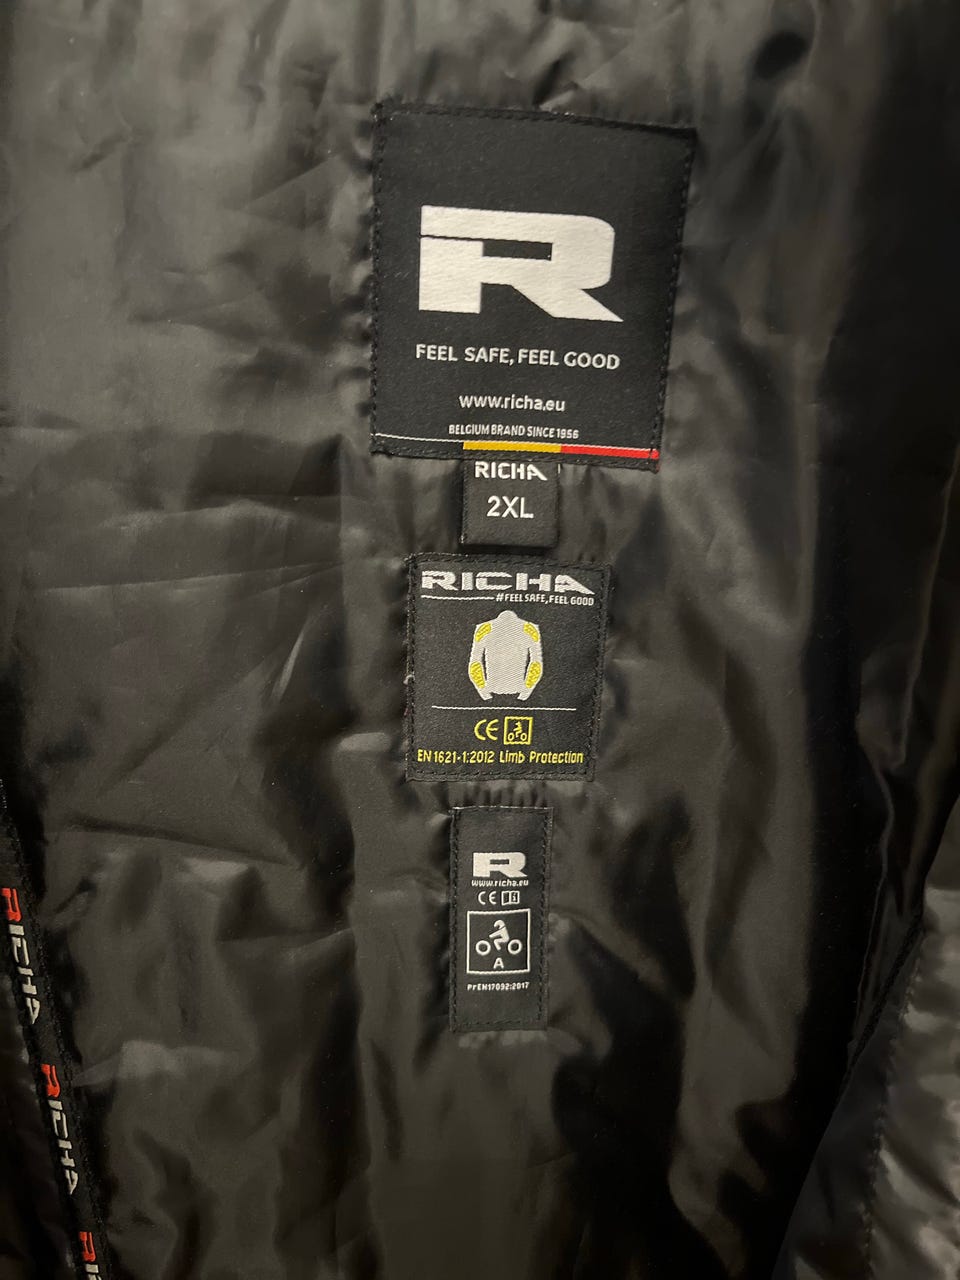 R
FEEL SAFE, FEEL GOOD
www.richa.eu
BELGIUM BRAND SINCE 1956
RICHA
2XL
RICHA
#FEEL SAFE, FEEL GOOD
CE
EN 1621-1:2012 Limb Protection
R
www.richa.eu
CE i
A
PrEN17092:2017
RICHA
RICHA
RI